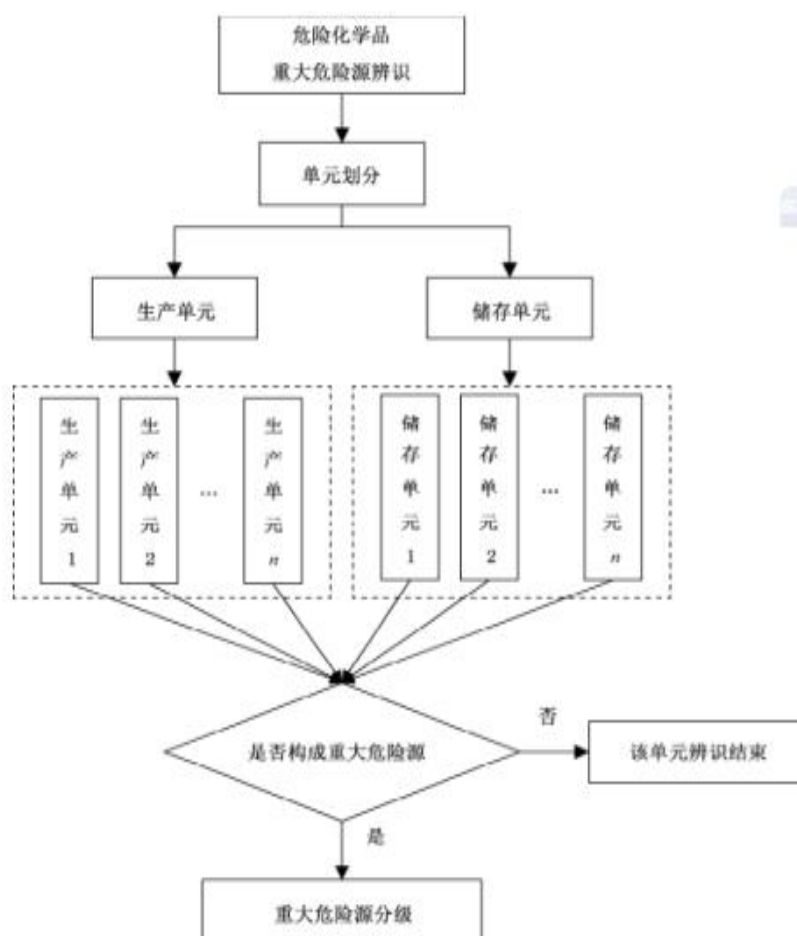 危险化学品
重大危险源辨识
单元划分
生产单元
储存单元
生产单元1
生产单元2
…
生产单元n
储存单元1
储存单元2
…
储存单元n
是否构成重大危险源
否
该单元辨识结束
是
重大危险源分级